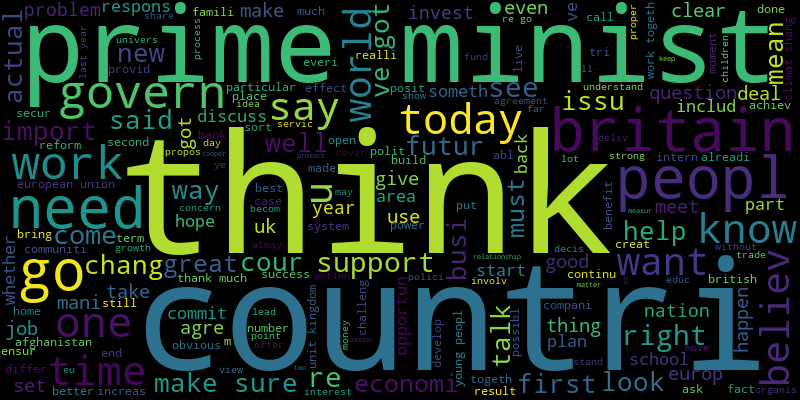 problem
respons
famili
make
much
invest
even
ve
call
clear
share
done
re go
actual
prime minist
new
provid
last year
univers
process
everi
ve got
realli
live
tri
ll
fund
work togeth
moment
proper
children
mean
climat chang
govern
world
particular
effect
place
idea
posit
someth
see
show
agreement
far
understand
keep
question
deal
issu
includ
achiev
secur
said
discuss
say
today
britain
import
got
sort
servic
bank
well
open
polit
futur
back
abl
lot
strong
intern
alreadi
deliv
reform
second
day
propos
cooper
ye
protect
never
build
work
think
peopl
european union
way
best
case
made
may
give
area
must
put
need
concern
becom
u
year
use
benefit
meet
part
hope
uk
system
power
know
bring
term
come
busi
decis
creat
measur
without
trade
whether
communiti
growth
alway
help
go
chang
great
cour
support
relationship
start
good
want
british
thank much
success
action
polici
involv
continu
matter
educ
g
mani
take
still
countri
opportun
challeng
compani
happen
believ
home
job
one
commit
lead
unit kingdom
number
agre
point
talk
possibl
thing
nation
afghanistan
obvious
m
offer
money
london
develop
young peopl
plan
right
ensur
end
view
two
stand
school
move
differ
eu
time
re
economi
togeth
first
look
europ
set
better
increas
make sure
interest
result
ask
fact
organis